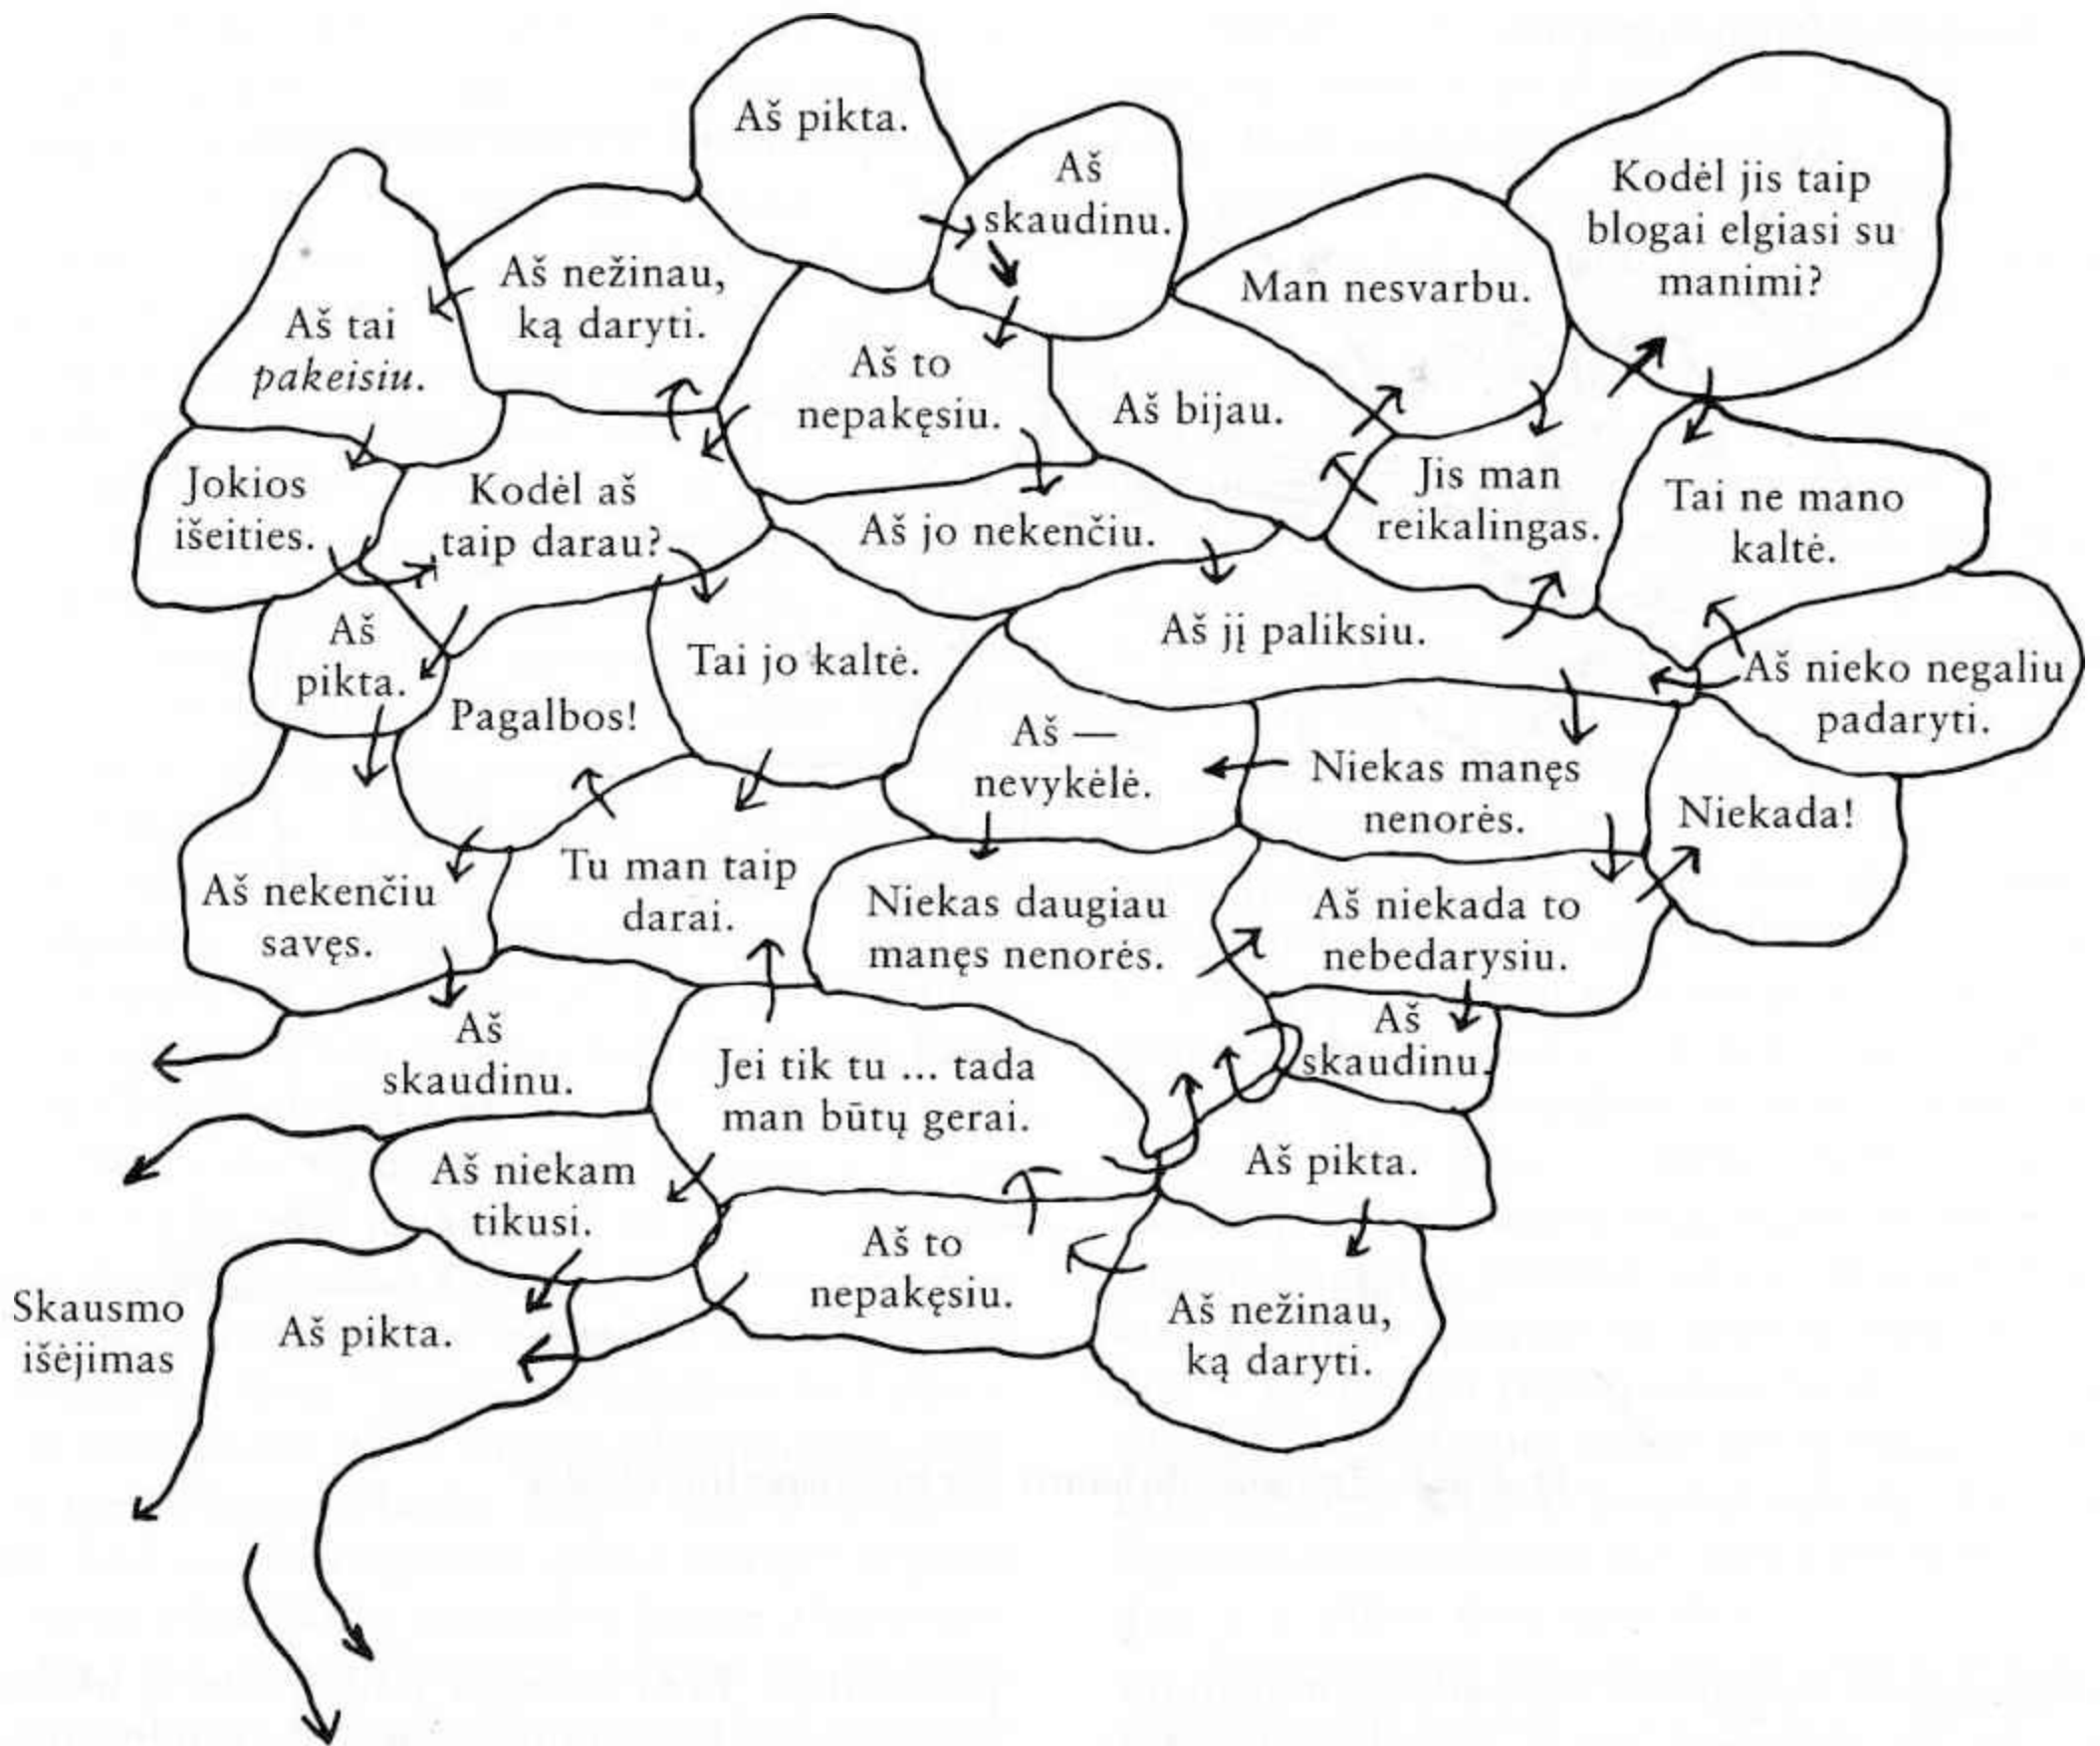 Aš pikta.
Aš
skaudinu.
Kodėl jis taip
blogai elgiasi su
manimi?
Aš nežinau,
ką daryti.
Man nesvarbu.
Aš tai
pakeisiu.
Aš to
nepakęsiu.
Aš bijau.
Jokios
išeities.
Kodėl aš
taip darau?
Aš jo nekenčiu.
Jis man
reikalingas.
Tai ne mano
kaltė.
Aš
pikta.
Pagalbos!
Tai jo kaltė.
Aš jį paliksiu.
Aš nieko negaliu
padaryti.
Aš —
nevykėlė.
Niekas manęs
nenorės.
Niekada!
Aš nekenčiu
savęs.
Tu man taip
darai.
Niekas daugiau
manęs nenorės.
Aš niekada to
nebedarysiu.
Aš
skaudinu.
Jei tik tu ... tada
man būtų gerai.
Aš
skaudinu.
Aš niekam
tikusi.
Aš pikta.
Skausmo
išėjimas
Aš pikta.
Aš to
nepakęsiu.
Aš nežinau,
ką daryti.